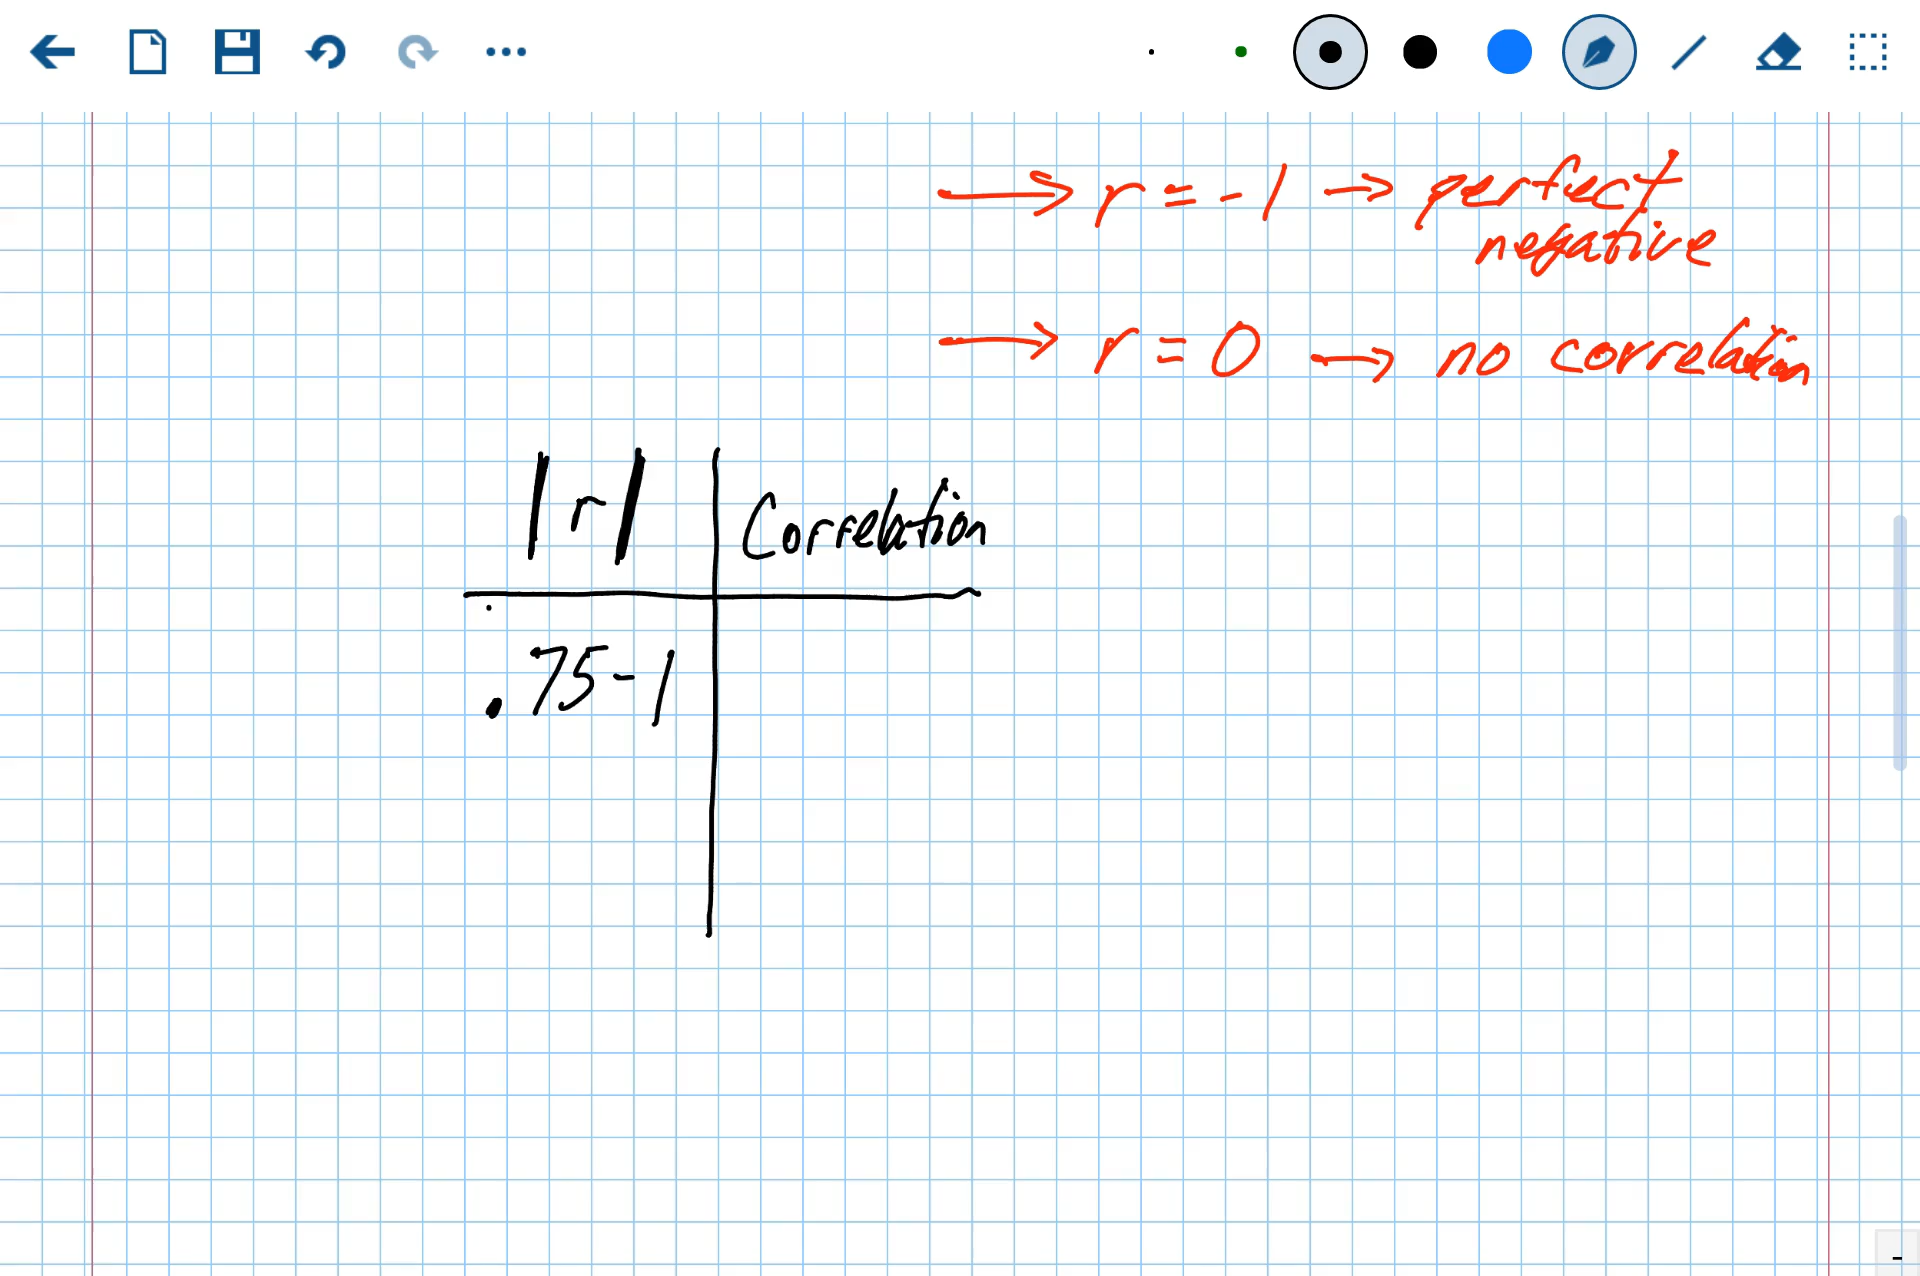 → r = -1 → perfect
negative
→ r = 0 → no correlation
|r| Correlation
.75-1